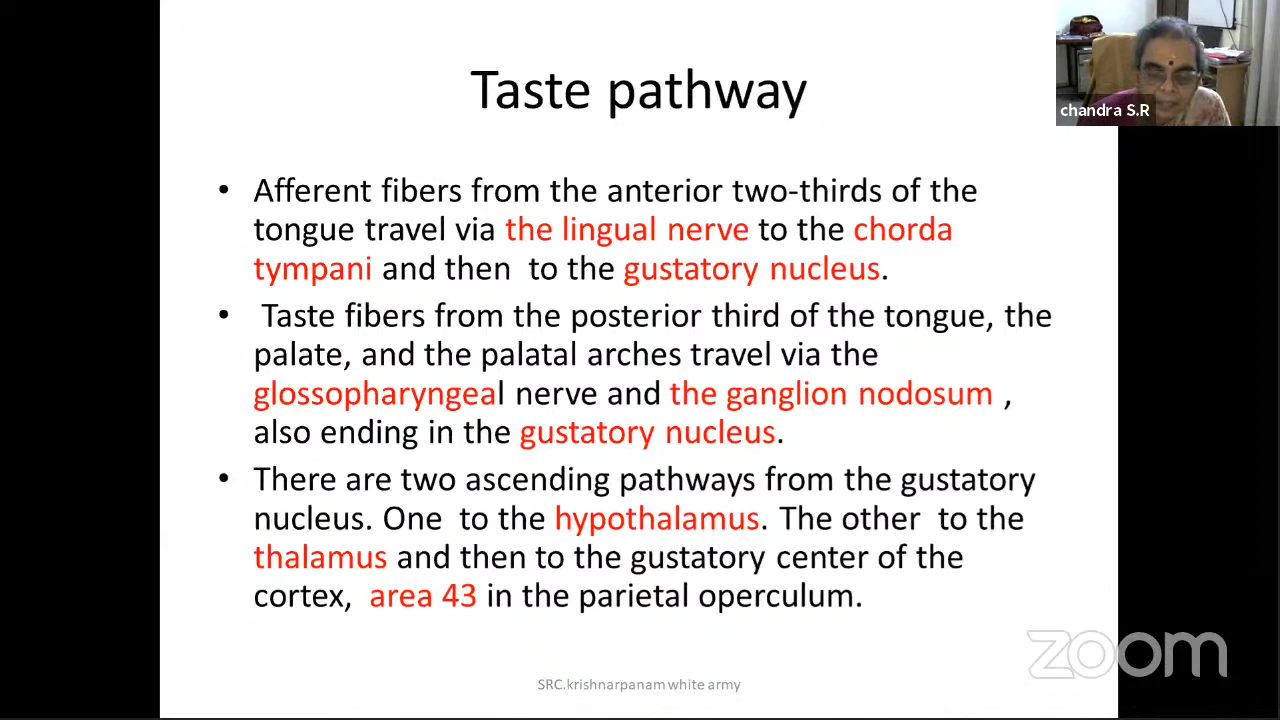 Taste pathway
chandra S.R
• Afferent fibers from the anterior two-thirds of the
tongue travel via the lingual nerve to the chorda
tympani and then to the gustatory nucleus.
• Taste fibers from the posterior third of the tongue, the
palate, and the palatal arches travel via the
glossopharyngeal nerve and the ganglion nodosum ,
also ending in the gustatory nucleus.
• There are two ascending pathways from the gustatory
nucleus. One to the hypothalamus. The other to the
thalamus and then to the gustatory center of the
cortex, area 43 in the parietal operculum.
zoom
SRC.krishnarpanam white army